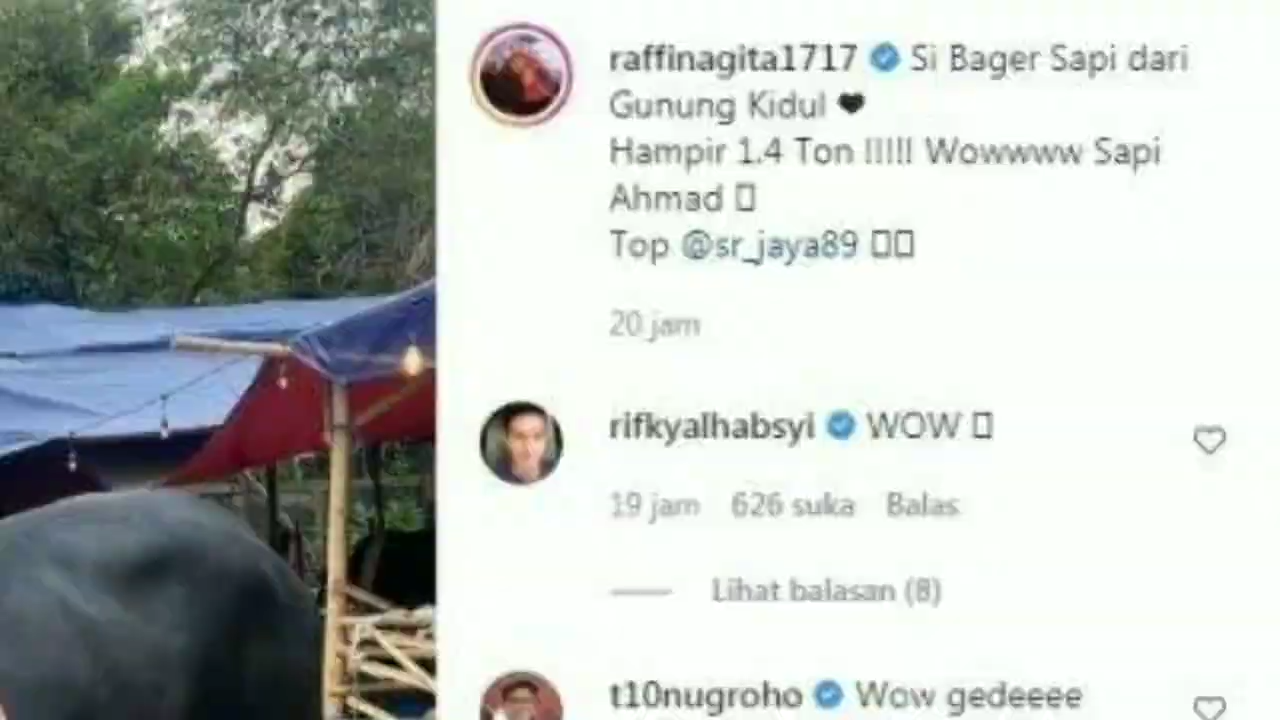 raffinagita1717 Si Bager Sapi dari
Gunung Kidul ❤
Hampir 1.4 Ton !!!!! Wowwww Sapi
Ahmad
Top @sr_jaya89
20 jam
rifkyalhabsyi WOW
19 jam 626 suka Balas
Lihat balasan (8)
t10nugroho Wow gedeeee